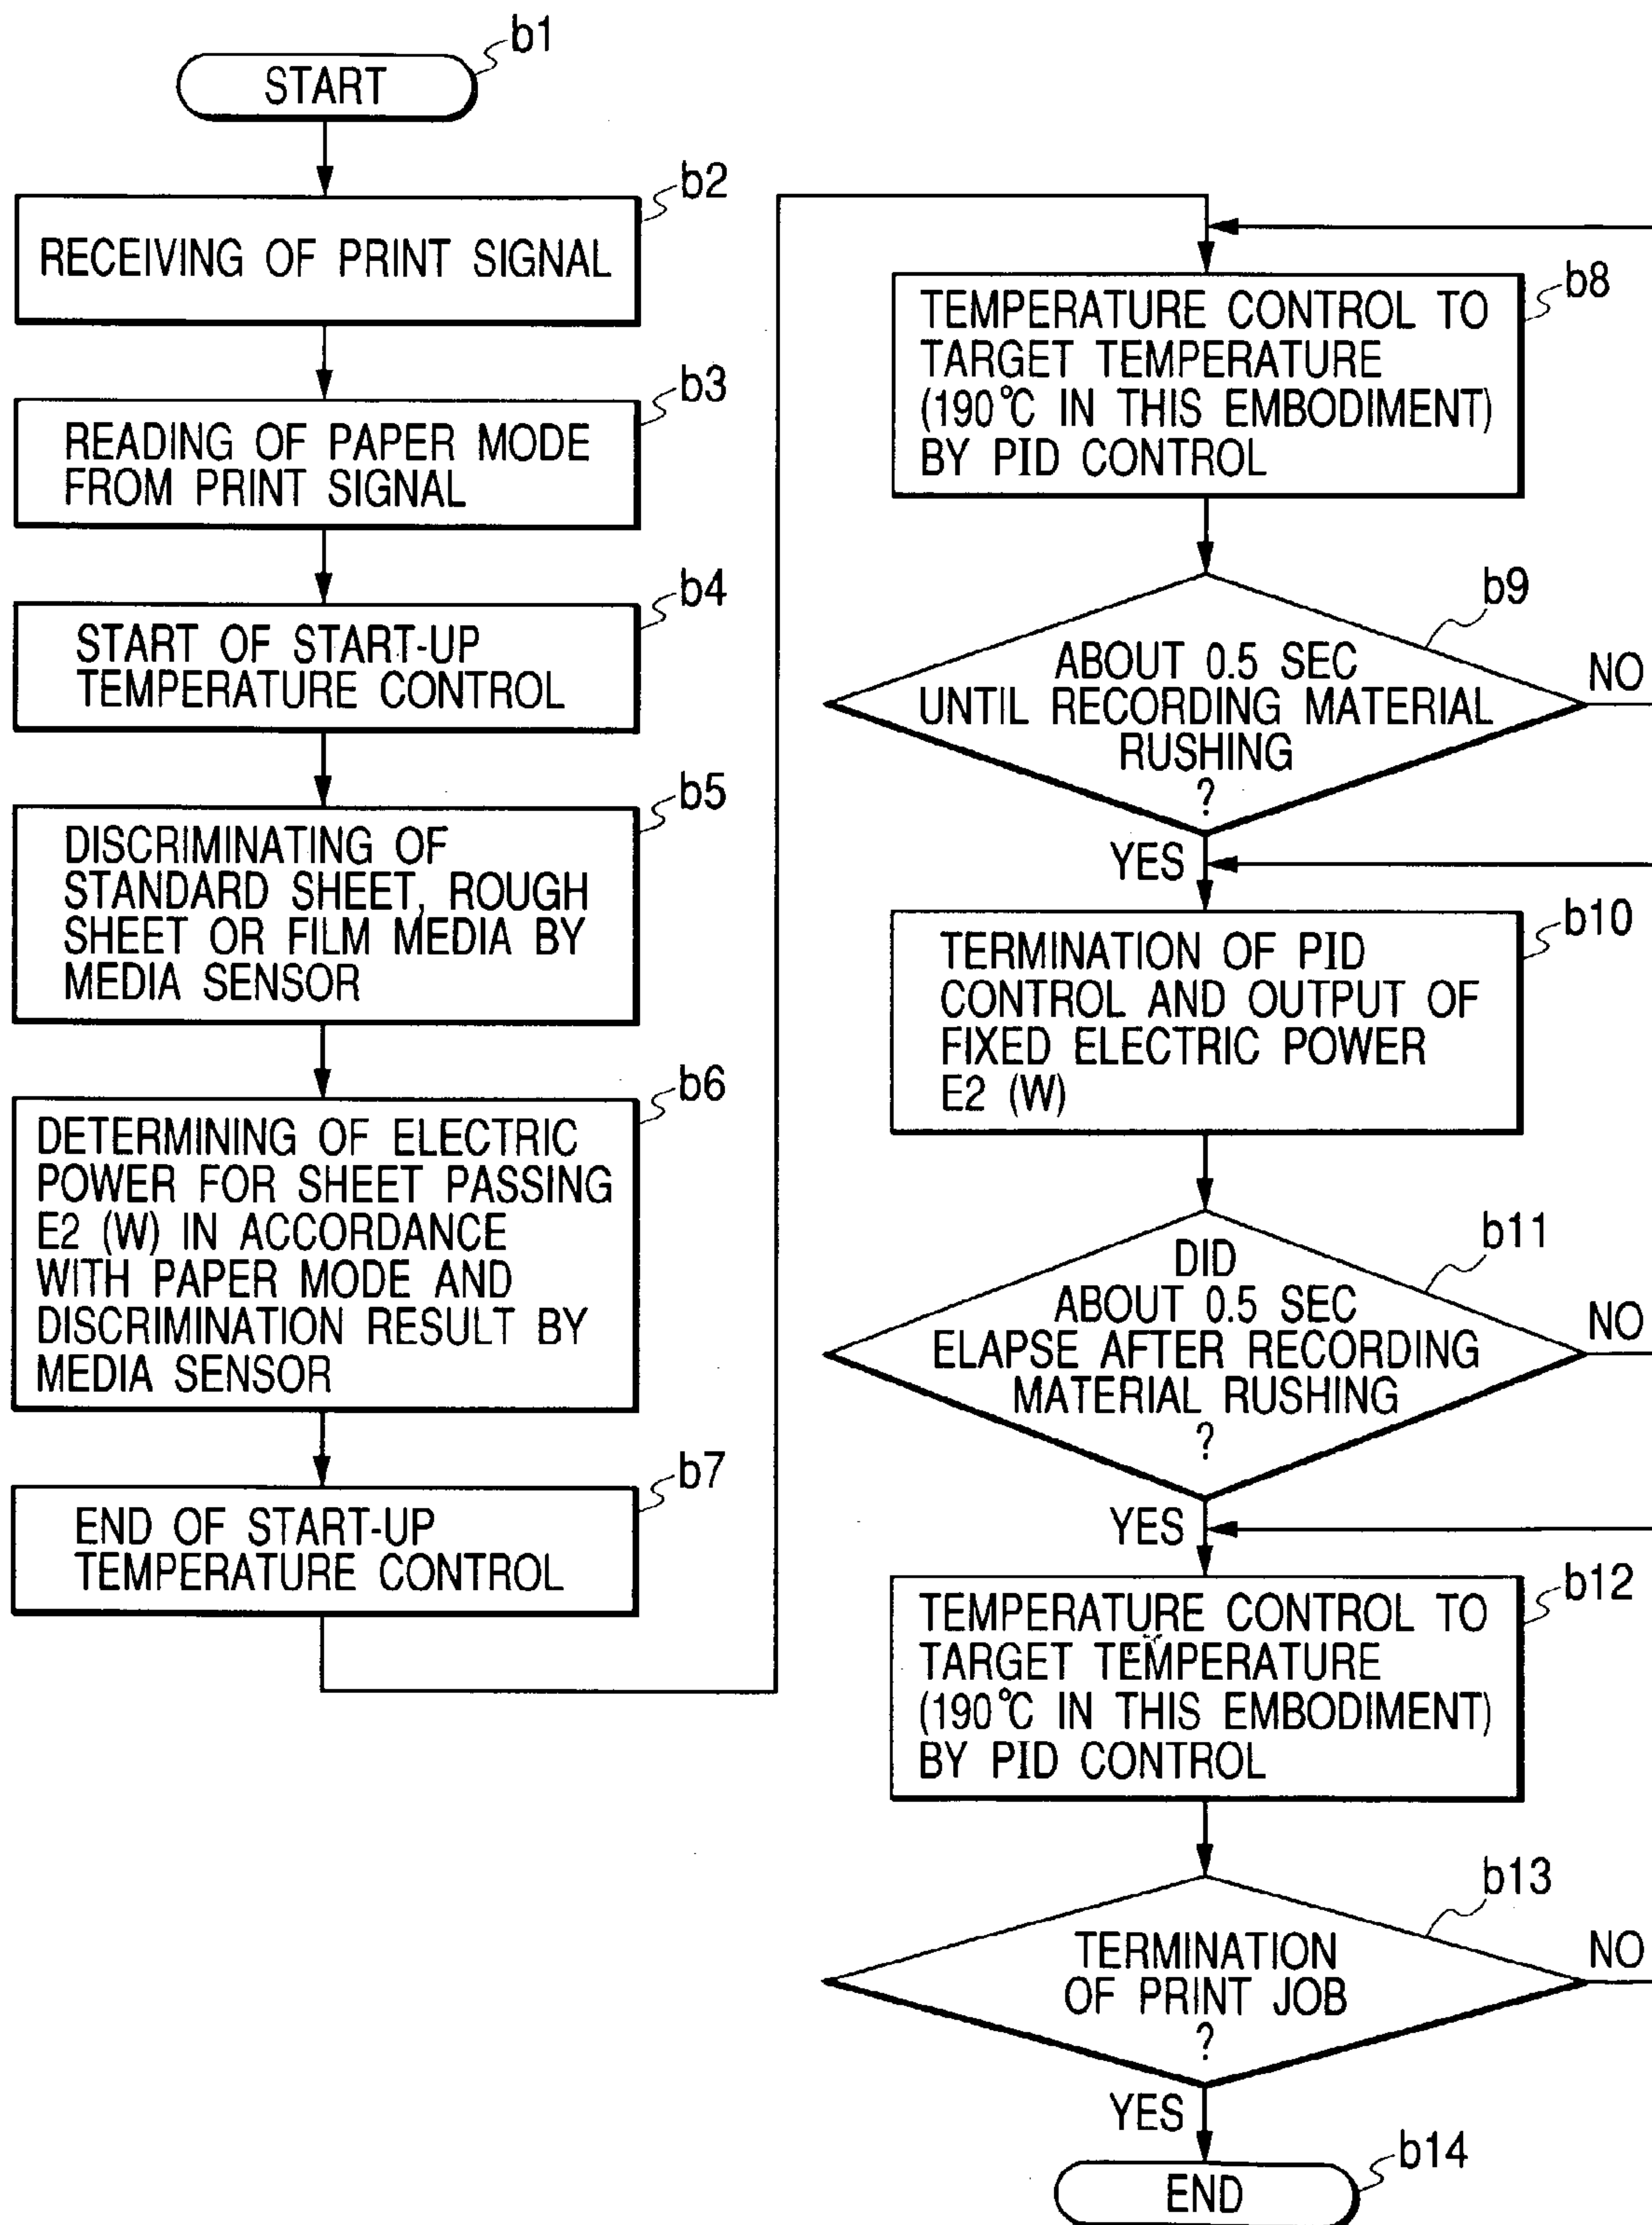 START
b1
RECEIVING OF PRINT SIGNAL
b2
READING OF PAPER MODE
FROM PRINT SIGNAL
b3
START OF START-UP
TEMPERATURE CONTROL
b4
DISCRIMINATING OF
STANDARD SHEET, ROUGH
SHEET OR FILM MEDIA BY
MEDIA SENSOR
b5
DETERMINING OF ELECTRIC
POWER FOR SHEET PASSING
E2 (W) IN ACCORDANCE
WITH PAPER MODE AND
DISCRIMINATION RESULT BY
MEDIA SENSOR
b6
END OF START-UP
TEMPERATURE CONTROL
b7
TEMPERATURE CONTROL TO
TARGET TEMPERATURE
(190°C IN THIS EMBODIMENT)
BY PID CONTROL
b8
ABOUT 0.5 SEC
UNTIL RECORDING MATERIAL
RUSHING
?
b9
NO
YES
TERMINATION OF PID
CONTROL AND OUTPUT OF
FIXED ELECTRIC POWER
E2 (W)
b10
DID
ABOUT 0.5 SEC
ELAPSE AFTER RECORDING
MATERIAL RUSHING
?
b11
NO
YES
TEMPERATURE CONTROL TO
TARGET TEMPERATURE
(190°C IN THIS EMBODIMENT)
BY PID CONTROL
b12
TERMINATION
OF PRINT JOB
?
b13
NO
YES
END
b14